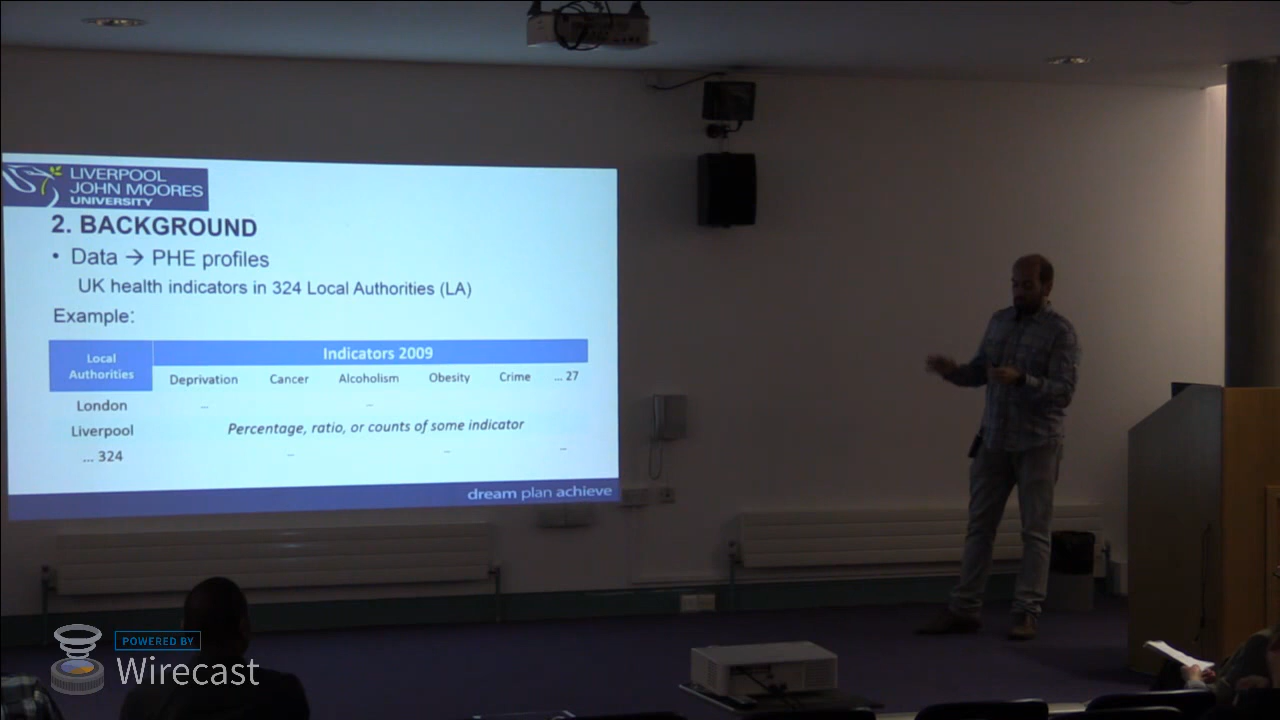 LIVERPOOL
JOHN MOORES
UNIVERSITY
2. BACKGROUND
• Data → PHE profiles
UK health indicators in 324 Local Authorities (LA)
Example:
Local Authorities
Indicators 2009
Deprivation Cancer Alcoholism Obesity Crime ... 27
London ... ...
Liverpool Percentage, ratio, or counts of some indicator
... 324 ... ... ...
dream plan achieve
POWERED BY
Wirecast